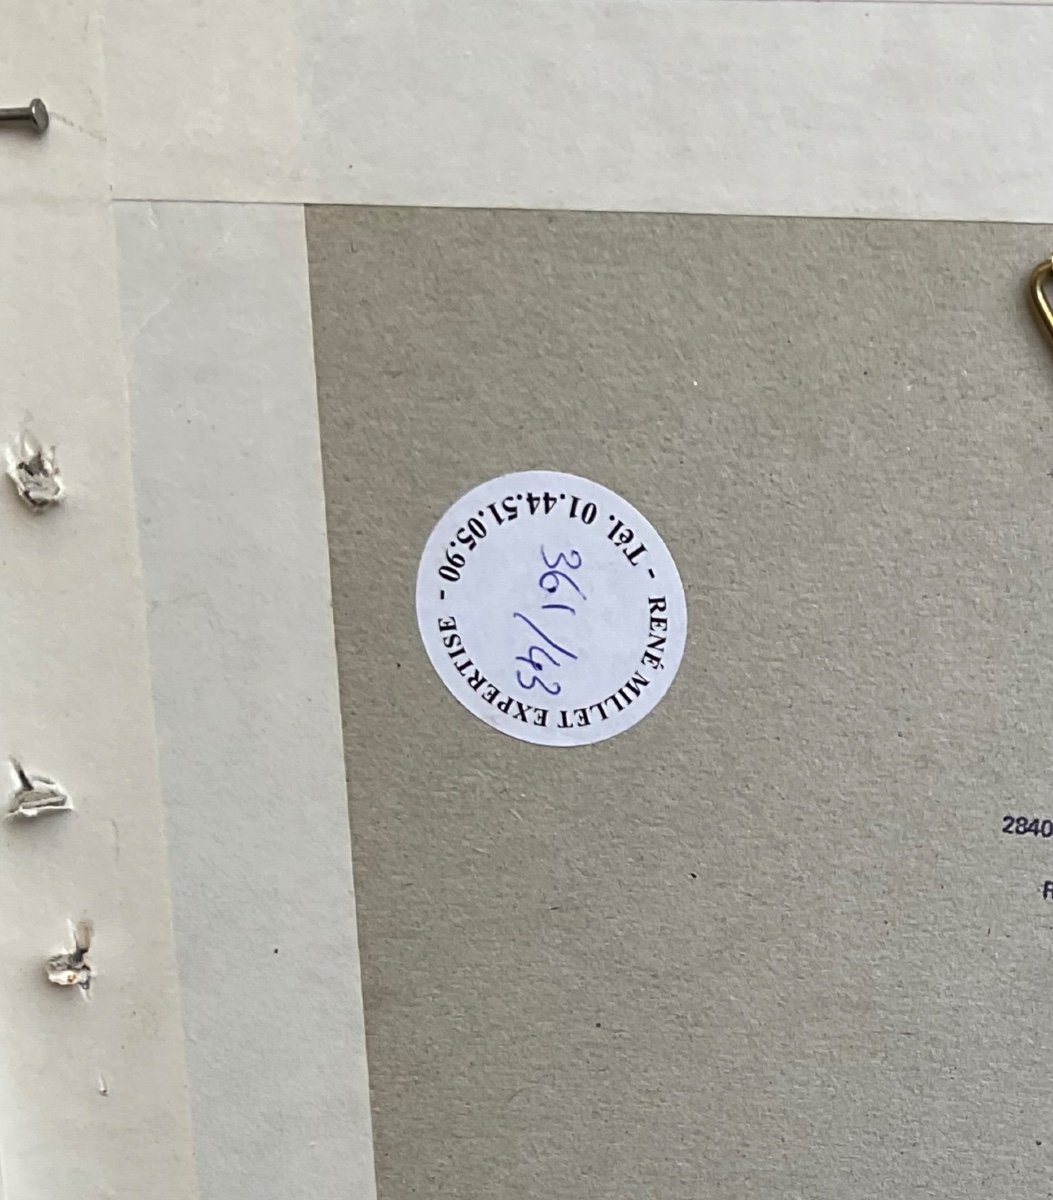 RENÉ MILLET EXPERTISE - Tél. 01.44.51.05.90 -
361/43
2840